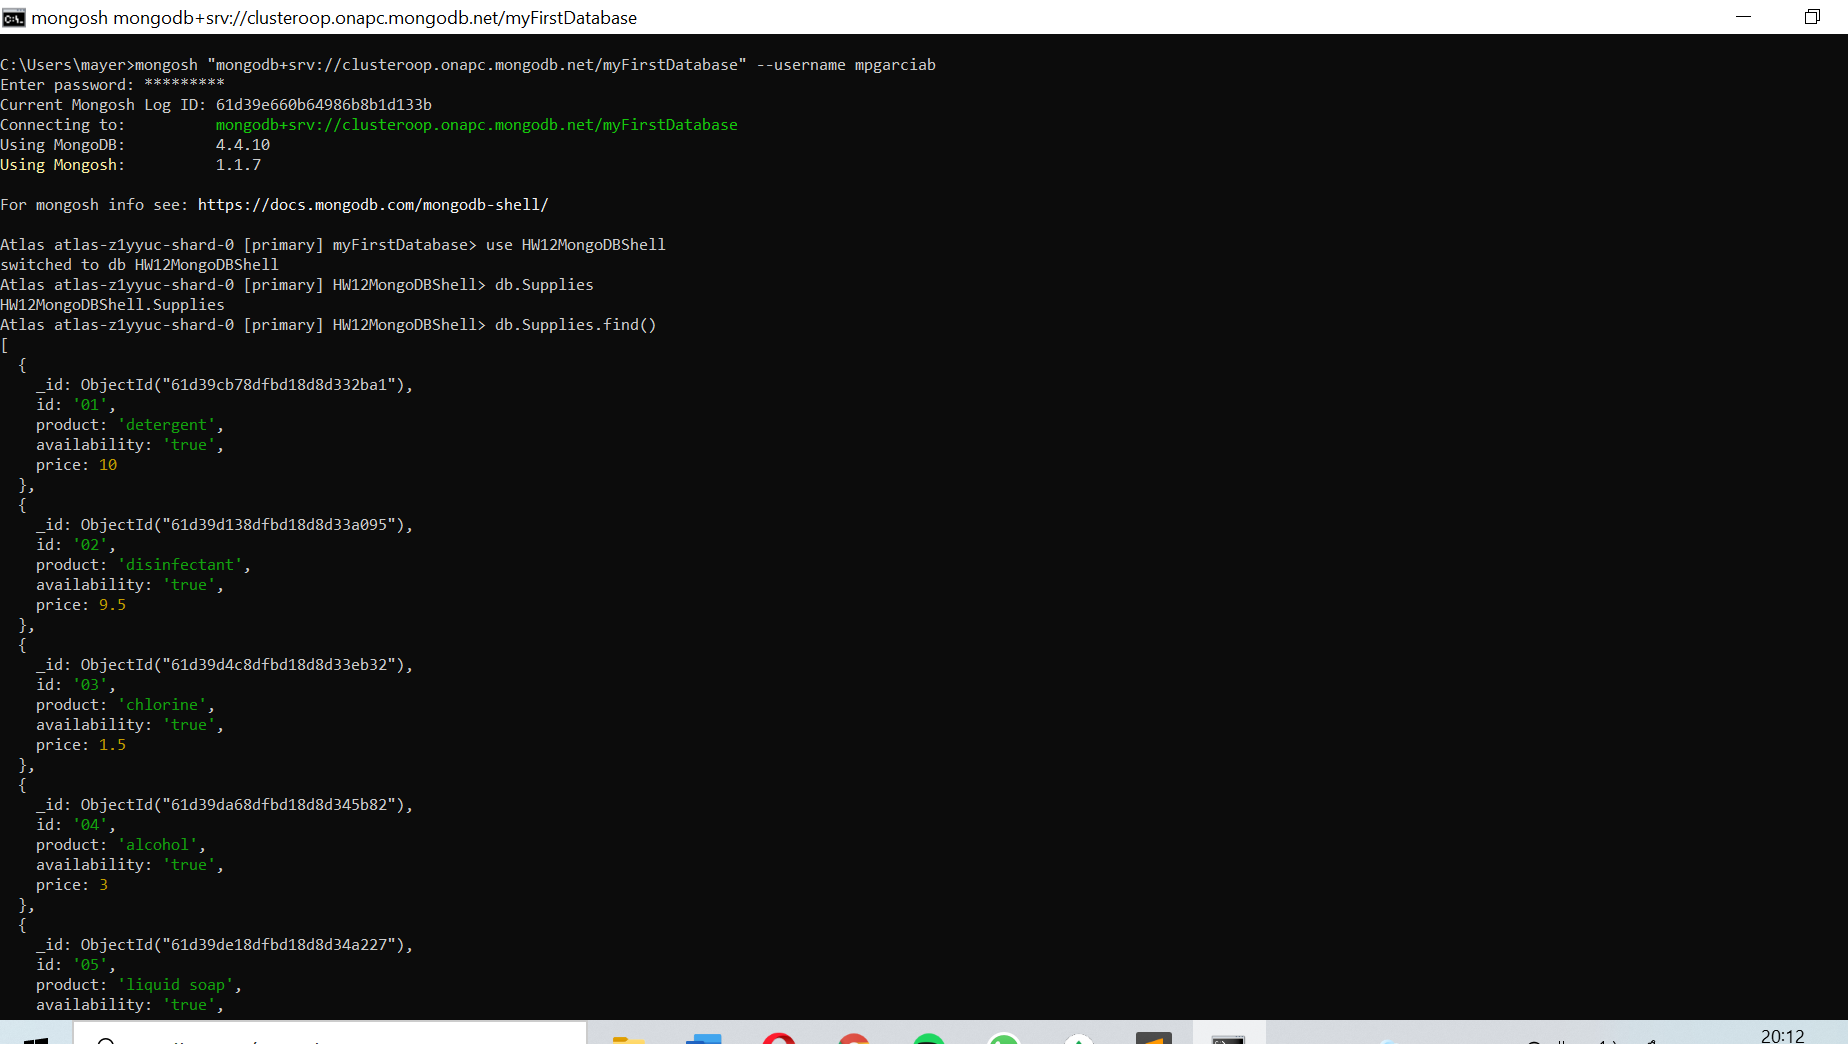 mongosh mongodb+srv://clusteroop.onapc.mongodb.net/myFirstDatabase
C:\Users\mayer>mongosh "mongodb+srv://clusteroop.onapc.mongodb.net/myFirstDatabase" --username mpgarciab
Enter password: *********
Current Mongosh Log ID: 61d39e660b64986b8b1d133b
Connecting to:          mongodb+srv://clusteroop.onapc.mongodb.net/myFirstDatabase
Using MongoDB:          4.4.10
Using Mongosh:          1.1.7
For mongosh info see: https://docs.mongodb.com/mongodb-shell/
Atlas atlas-z1yyuc-shard-0 [primary] myFirstDatabase> use HW12MongoDBShell
switched to db HW12MongoDBShell
Atlas atlas-z1yyuc-shard-0 [primary] HW12MongoDBShell> db.Supplies
HW12MongoDBShell.Supplies
Atlas atlas-z1yyuc-shard-0 [primary] HW12MongoDBShell> db.Supplies.find()
[
  {
    _id: ObjectId("61d39cb78dfbd18d8d332ba1"),
    id: '01',
    product: 'detergent',
    availability: 'true',
    price: 10
  },
  {
    _id: ObjectId("61d39d138dfbd18d8d33a095"),
    id: '02',
    product: 'disinfectant',
    availability: 'true',
    price: 9.5
  },
  {
    _id: ObjectId("61d39d4c8dfbd18d8d33eb32"),
    id: '03',
    product: 'chlorine',
    availability: 'true',
    price: 1.5
  },
  {
    _id: ObjectId("61d39da68dfbd18d8d345b82"),
    id: '04',
    product: 'alcohol',
    availability: 'true',
    price: 3
  },
  {
    _id: ObjectId("61d39de18dfbd18d8d34a227"),
    id: '05',
    product: 'liquid soap',
    availability: 'true',
20:12